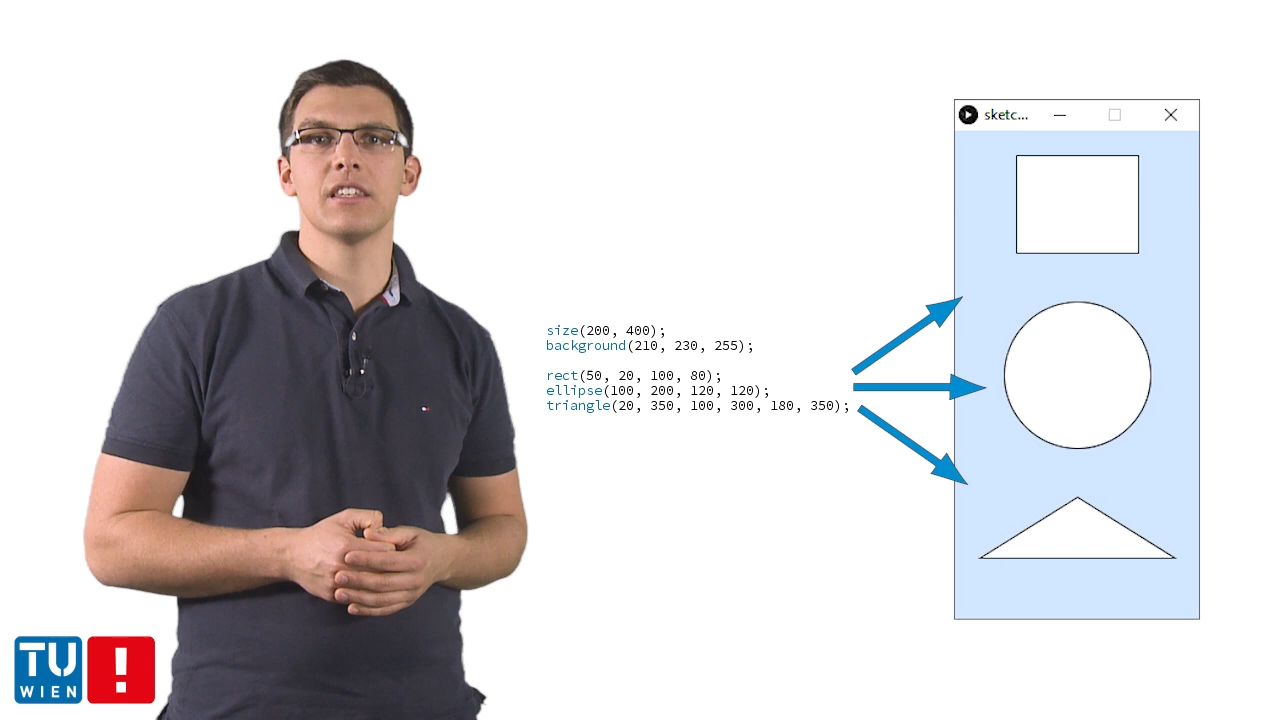 sketc...
size(200, 400);
background(210, 230, 255);
rect(50, 20, 100, 80);
ellipse(100, 200, 120, 120);
triangle(20, 350, 100, 300, 180, 350);
TU
WIEN
!